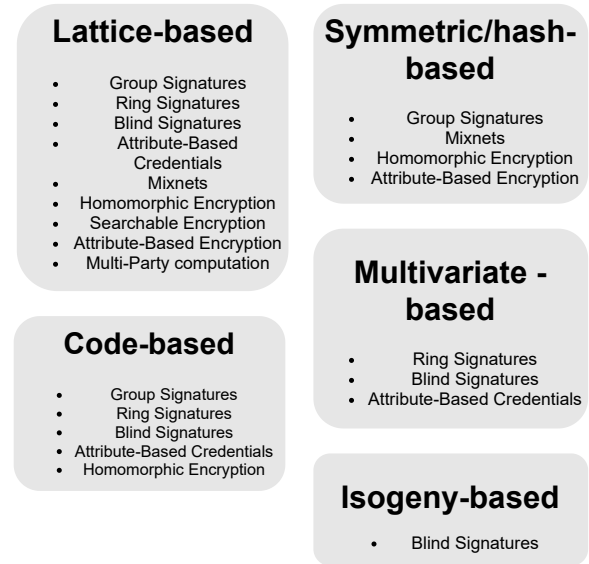 Lattice-based
• Group Signatures
• Ring Signatures
• Blind Signatures
• Attribute-Based
Credentials
• Mixnets
• Homomorphic Encryption
• Searchable Encryption
• Attribute-Based Encryption
• Multi-Party computation
Code-based
• Group Signatures
• Ring Signatures
• Blind Signatures
• Attribute-Based Credentials
• Homomorphic Encryption
Symmetric/hash-
based
• Group Signatures
• Mixnets
• Homomorphic Encryption
• Attribute-Based Encryption
Multivariate -
based
• Ring Signatures
• Blind Signatures
• Attribute-Based Credentials
Isogeny-based
• Blind Signatures